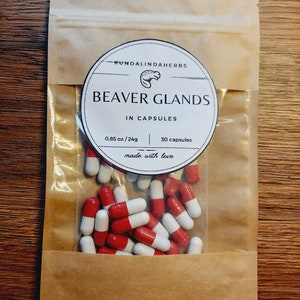 KUNDALINDAHERBS
BEAVER GLANDS
IN CAPSULES
0.85 oz / 24g 30 capsules
made with love